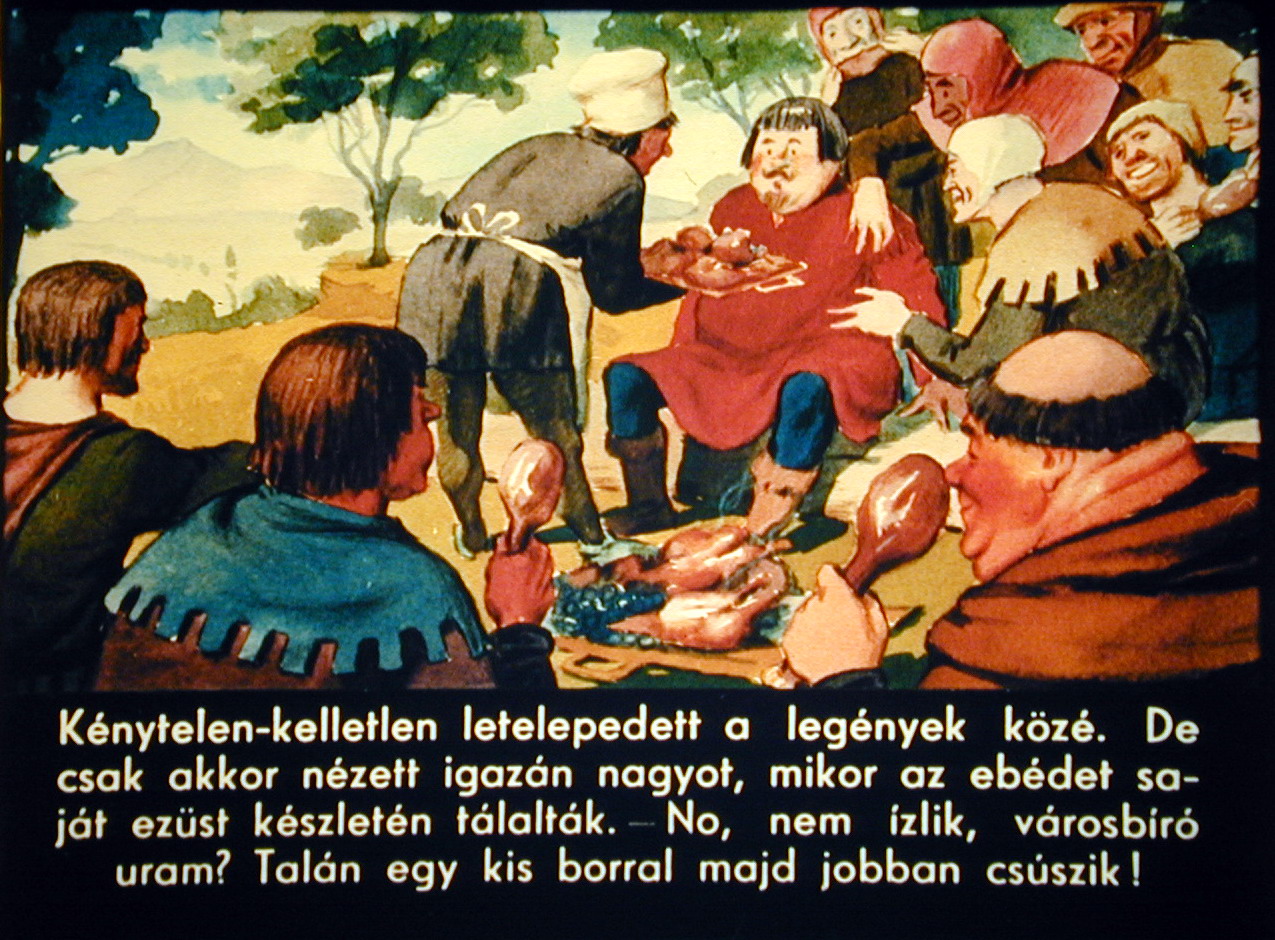 Kénytelen-kelletlen letelepedett a legények közé. De
csak akkor nézett igazán nagyot, mikor az ebédet sa-
ját ezüst készletén tálalták. — No, nem ízlik, városbíró
uram? Talán egy kis borral majd jobban csúszik!